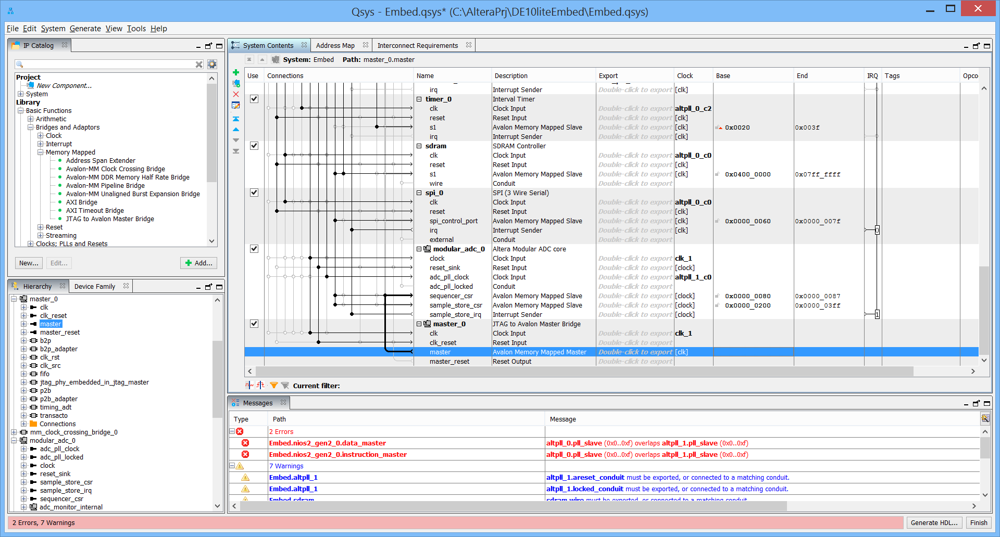 Qsys - Embed.qsys* (C:\AlteraPrj\DE10liteEmbed\Embed.qsys)
File Edit System Generate View Tools Help
IP Catalog
Project
New Component...
System
Library
Basic Functions
Arithmetic
Bridges and Adaptors
Clock
Interrupt
Memory Mapped
Address Span Extender
Avalon-MM Clock Crossing Bridge
Avalon-MM DDR Memory Half Rate Bridge
Avalon-MM Pipeline Bridge
Avalon-MM Unaligned Burst Expansion Bridge
AXI Bridge
AXI Timeout Bridge
JTAG to Avalon Master Bridge
Reset
Streaming
Clocks; PLLs and Resets
New... Edit... Add...
Hierarchy Device Family
master_0
clk
clk_reset
master
master_reset
b2p
b2p_adapter
clk_rst
clk_src
fifo
jtag_phy_embedded_in_jtag_master
p2b
p2b_adapter
timing_adt
transacto
Connections
mm_clock_crossing_bridge_0
modular_adc_0
adc_pll_clock
adc_pll_locked
clock
reset_sink
sample_store_csr
sample_store_irq
sequencer_csr
adc_monitor_internal
System Contents Address Map Interconnect Requirements
System: Embed Path: master_0.master
Use Connections Name Description Export Clock Base End IRQ Tags Opco
irq Interrupt Sender Double-click to export [clk]
timer_0 Interval Timer
clk Clock Input Double-click to export altpll_0_c2
reset Reset Input Double-click to export [clk]
s1 Avalon Memory Mapped Slave Double-click to export [clk] 0x0020 0x003f
irq Interrupt Sender Double-click to export [clk]
sdram SDRAM Controller
clk Clock Input Double-click to export altpll_0_c0
reset Reset Input Double-click to export [clk]
s1 Avalon Memory Mapped Slave Double-click to export [clk] 0x0400_0000 0x07ff_ffff
wire Conduit Double-click to export
spi_0 SPI (3 Wire Serial)
clk Clock Input Double-click to export altpll_0_c0
reset Reset Input Double-click to export [clk]
spi_control_port Avalon Memory Mapped Slave Double-click to export [clk] 0x0000_0060 0x0000_007f
irq Interrupt Sender Double-click to export [clk] 0
external Conduit Double-click to export
modular_adc_0 Altera Modular ADC core
clock Clock Input Double-click to export clk_1
reset_sink Reset Input Double-click to export [clock]
adc_pll_clock Clock Input Double-click to export altpll_1_c0
adc_pll_locked Conduit Double-click to export
sequencer_csr Avalon Memory Mapped Slave Double-click to export [clock] 0x0000_0080 0x0000_0087
sample_store_csr Avalon Memory Mapped Slave Double-click to export [clock] 0x0000_0200 0x0000_03ff
sample_store_irq Interrupt Sender Double-click to export [clock] 1
master_0 JTAG to Avalon Master Bridge
clk Clock Input Double-click to export clk_1
clk_reset Reset Input Double-click to export
master Avalon Memory Mapped Master Double-click to export [clk]
master_reset Reset Output Double-click to export
Current filter:
Messages
Type Path Message
2 Errors
Embed.nios2_gen2_0.data_master altpll_0.pll_slave (0x0..0xf) overlaps altpll_1.pll_slave (0x0..0xf)
Embed.nios2_gen2_0.instruction_master altpll_0.pll_slave (0x0..0xf) overlaps altpll_1.pll_slave (0x0..0xf)
7 Warnings
Embed.altpll_1 altpll_1.areset_conduit must be exported, or connected to a matching conduit.
Embed.altpll_1 altpll_1.locked_conduit must be exported, or connected to a matching conduit.
Embed.sdram sdram.wire must be exported, or connected to a matching conduit.
2 Errors, 7 Warnings
Generate HDL... Finish